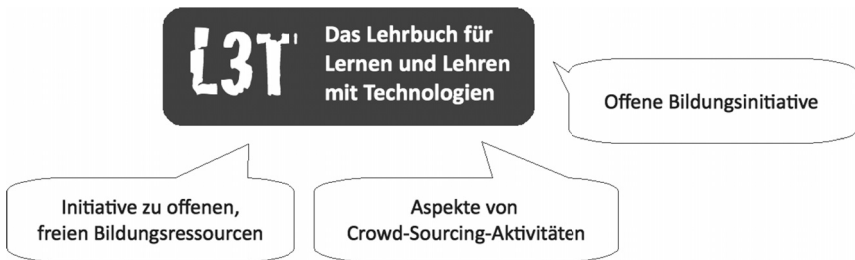 L3T
Das Lehrbuch für
Lernen und Lehren
mit Technologien
Offene Bildungsinitiative
Initiative zu offenen,
freien Bildungsressourcen
Aspekte von
Crowd-Sourcing-Aktivitäten